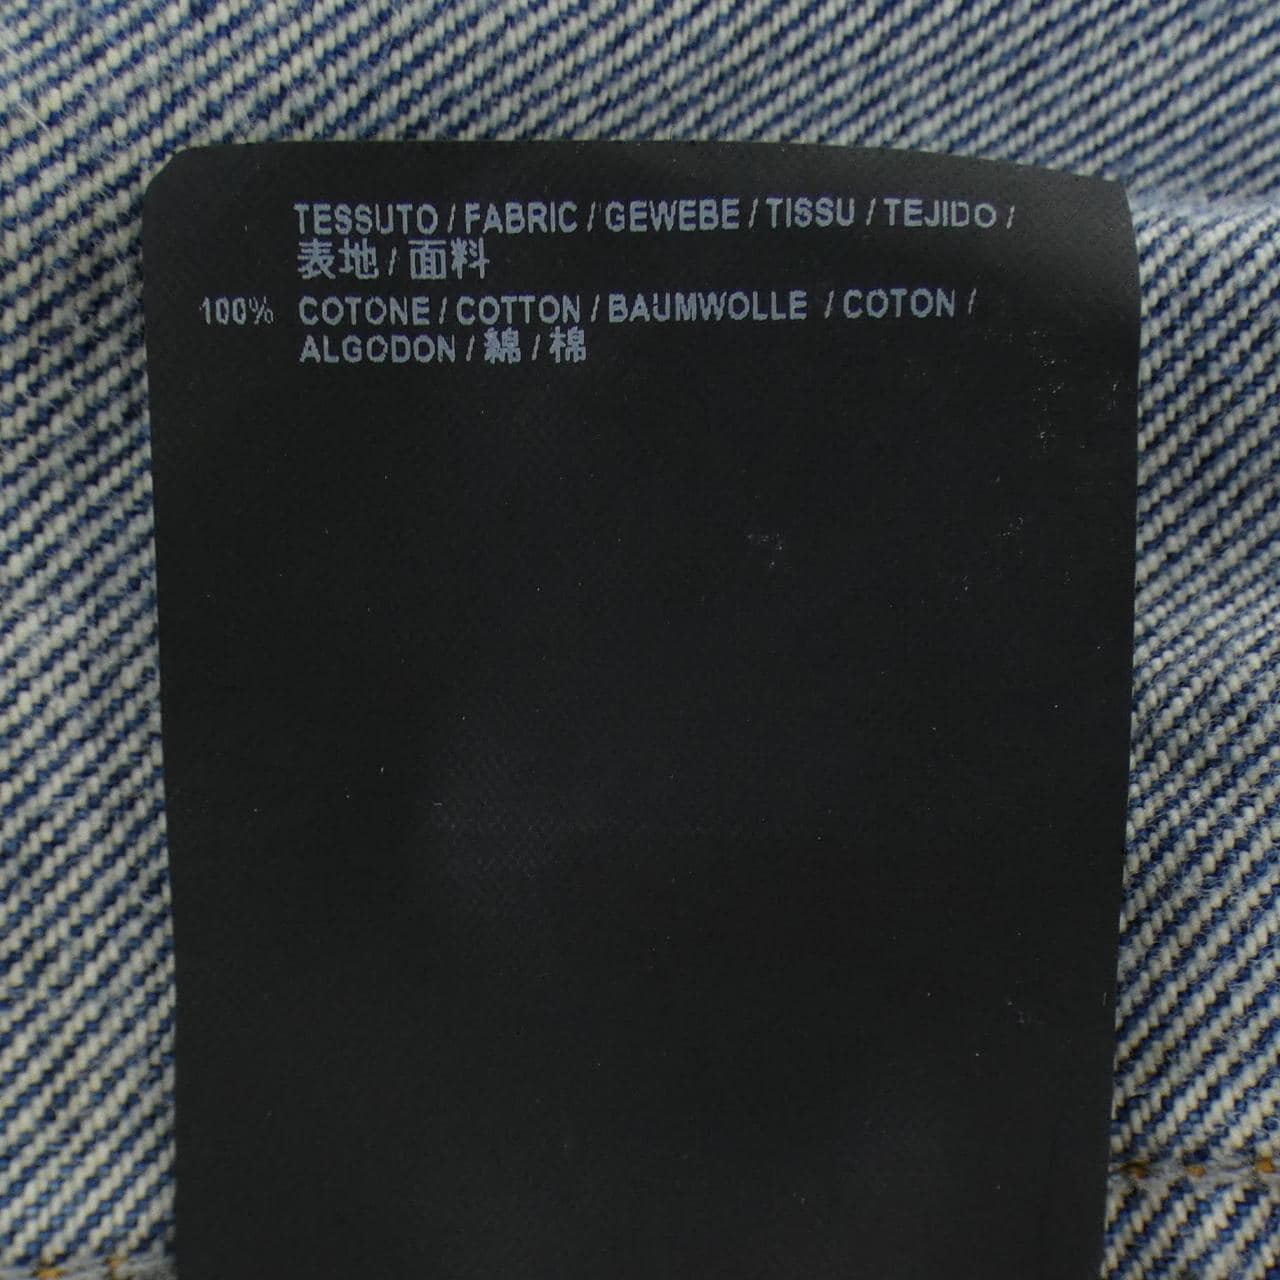 TESSUTO / FABRIC / GEWEBE / TISSU / TEJIDO /
表地 / 面料
100% COTONE / COTTON / BAUMWOLLE / COTON /
ALGODON / 綿 / 棉